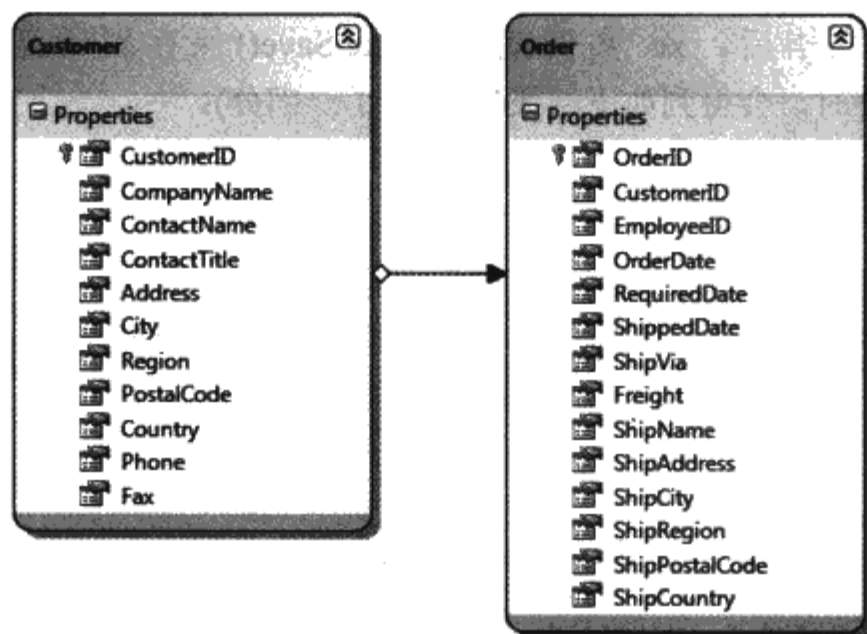 Customer
Properties
CustomerID
CompanyName
ContactName
ContactTitle
Address
City
Region
PostalCode
Country
Phone
Fax
Order
Properties
OrderID
CustomerID
EmployeeID
OrderDate
RequiredDate
ShippedDate
ShipVia
Freight
ShipName
ShipAddress
ShipCity
ShipRegion
ShipPostalCode
ShipCountry